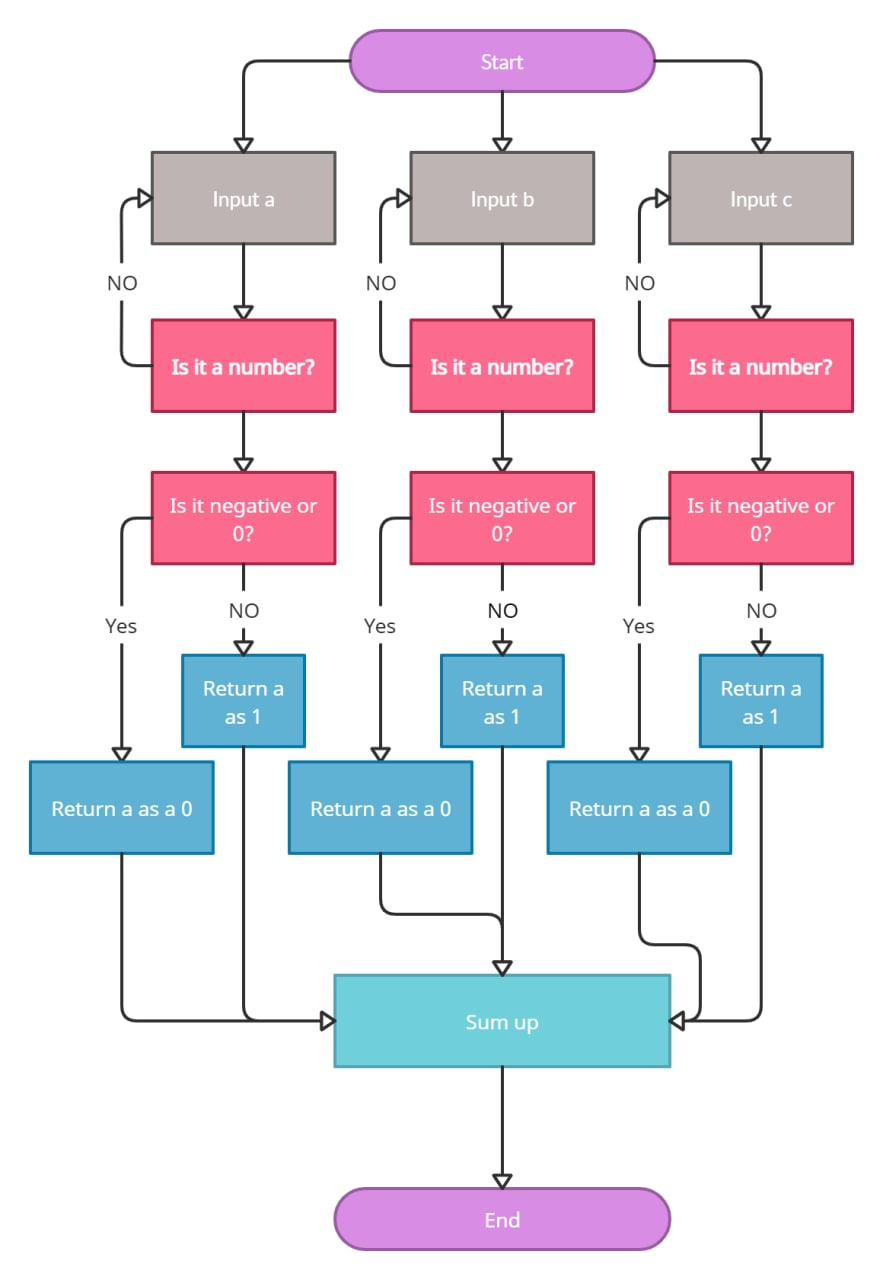 Start
Input a
Input b
Input c
NO
NO
NO
Is it a number?
Is it a number?
Is it a number?
Is it negative or
0?
Is it negative or
0?
Is it negative or
0?
NO
NO
NO
Yes
Yes
Yes
Return a
as 1
Return a
as 1
Return a
as 1
Return a as a 0
Return a as a 0
Return a as a 0
Sum up
End